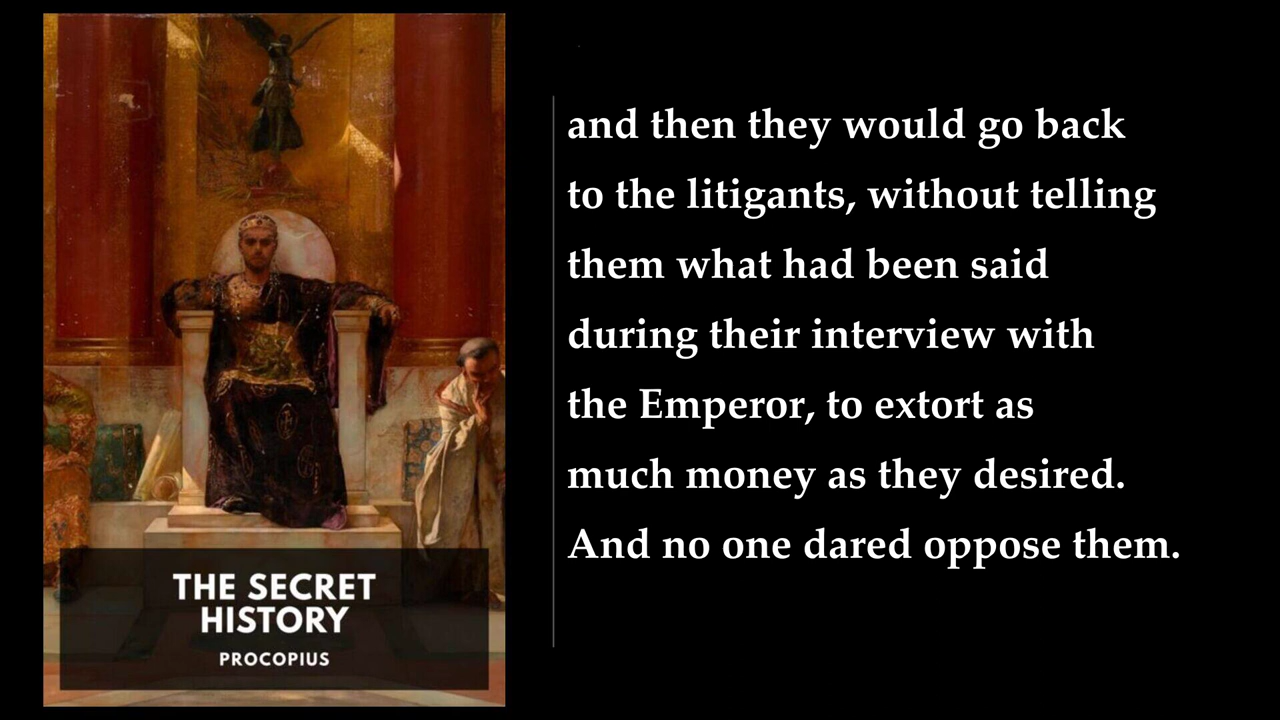 THE SECRET
HISTORY
PROCOPIUS
and then they would go back
to the litigants, without telling
them what had been said
during their interview with
the Emperor, to extort as
much money as they desired.
And no one dared oppose them.